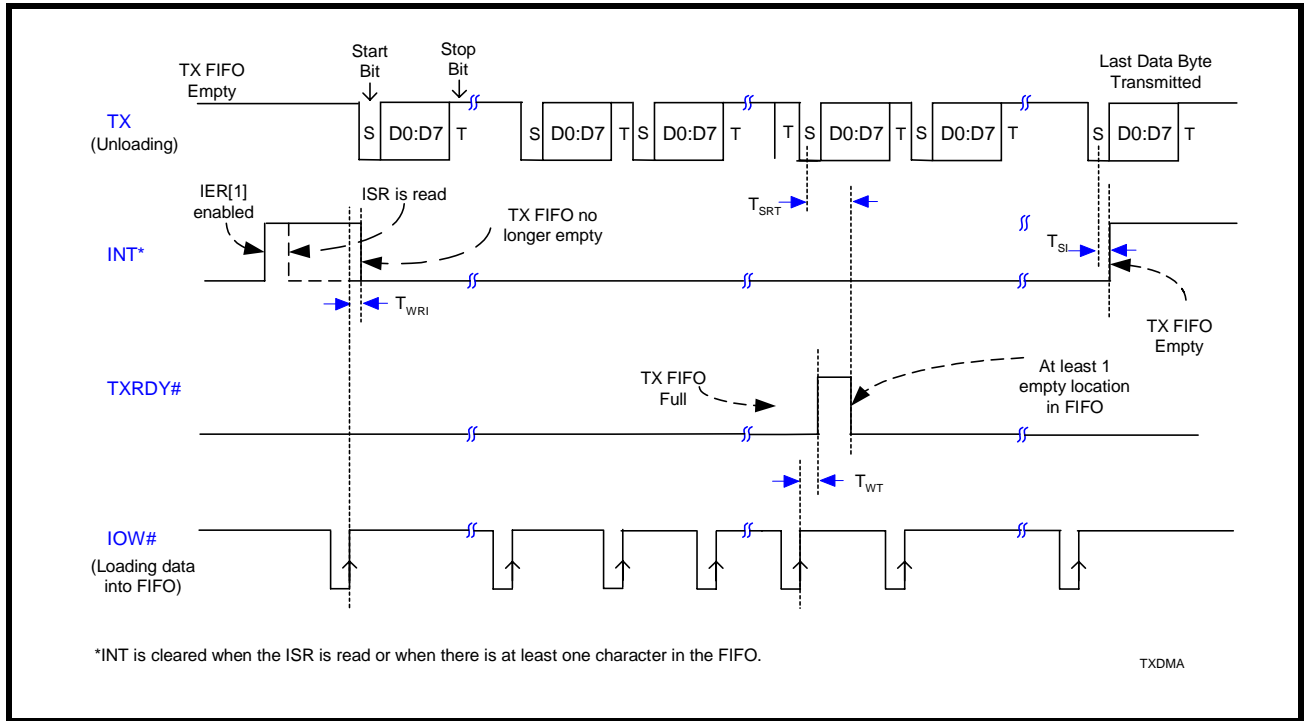 TX FIFO
Empty
Start
Bit
Stop
Bit
Last Data Byte
Transmitted
TX
(Unloading)
S D0:D7 T S D0:D7 T S D0:D7 T T S D0:D7 T S D0:D7 T S D0:D7 T
IER[1]
enabled
ISR is read
TX FIFO no
longer empty
TSRT
TSI
INT*
TWRI
TX FIFO
Empty
TXRDY#
TX FIFO
Full
At least 1
empty location
in FIFO
TWT
IOW#
(Loading data
into FIFO)
*INT is cleared when the ISR is read or when there is at least one character in the FIFO.
TXDMA